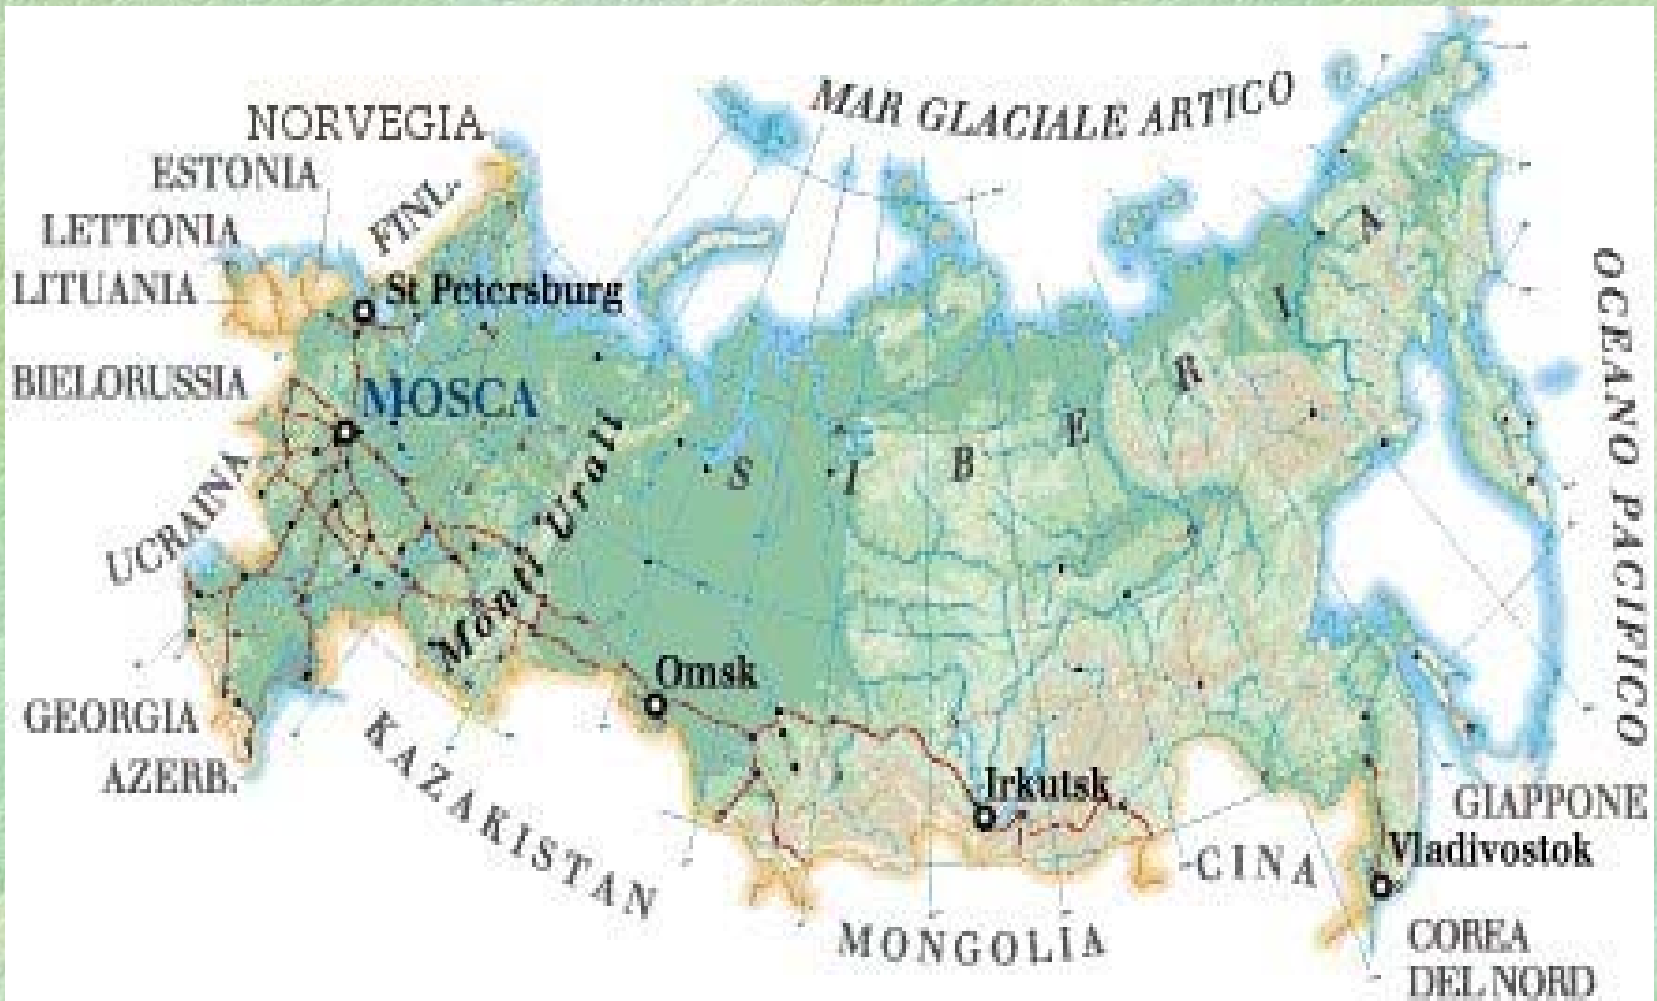 MAR GLACIALE ARTICO
NORVEGIA
ESTONIA
FINL.
LETTONIA
LITUANIA
St Petersburg
BIELORUSSIA
MOSCA
UCRAINA
Monti Urali
SIBERIA
OCEANO PACIFICO
Omsk
GEORGIA
AZERB.
KAZAKISTAN
Irkutsk
GIAPPONE
Vladivostok
CINA
MONGOLIA
COREA
DEL NORD